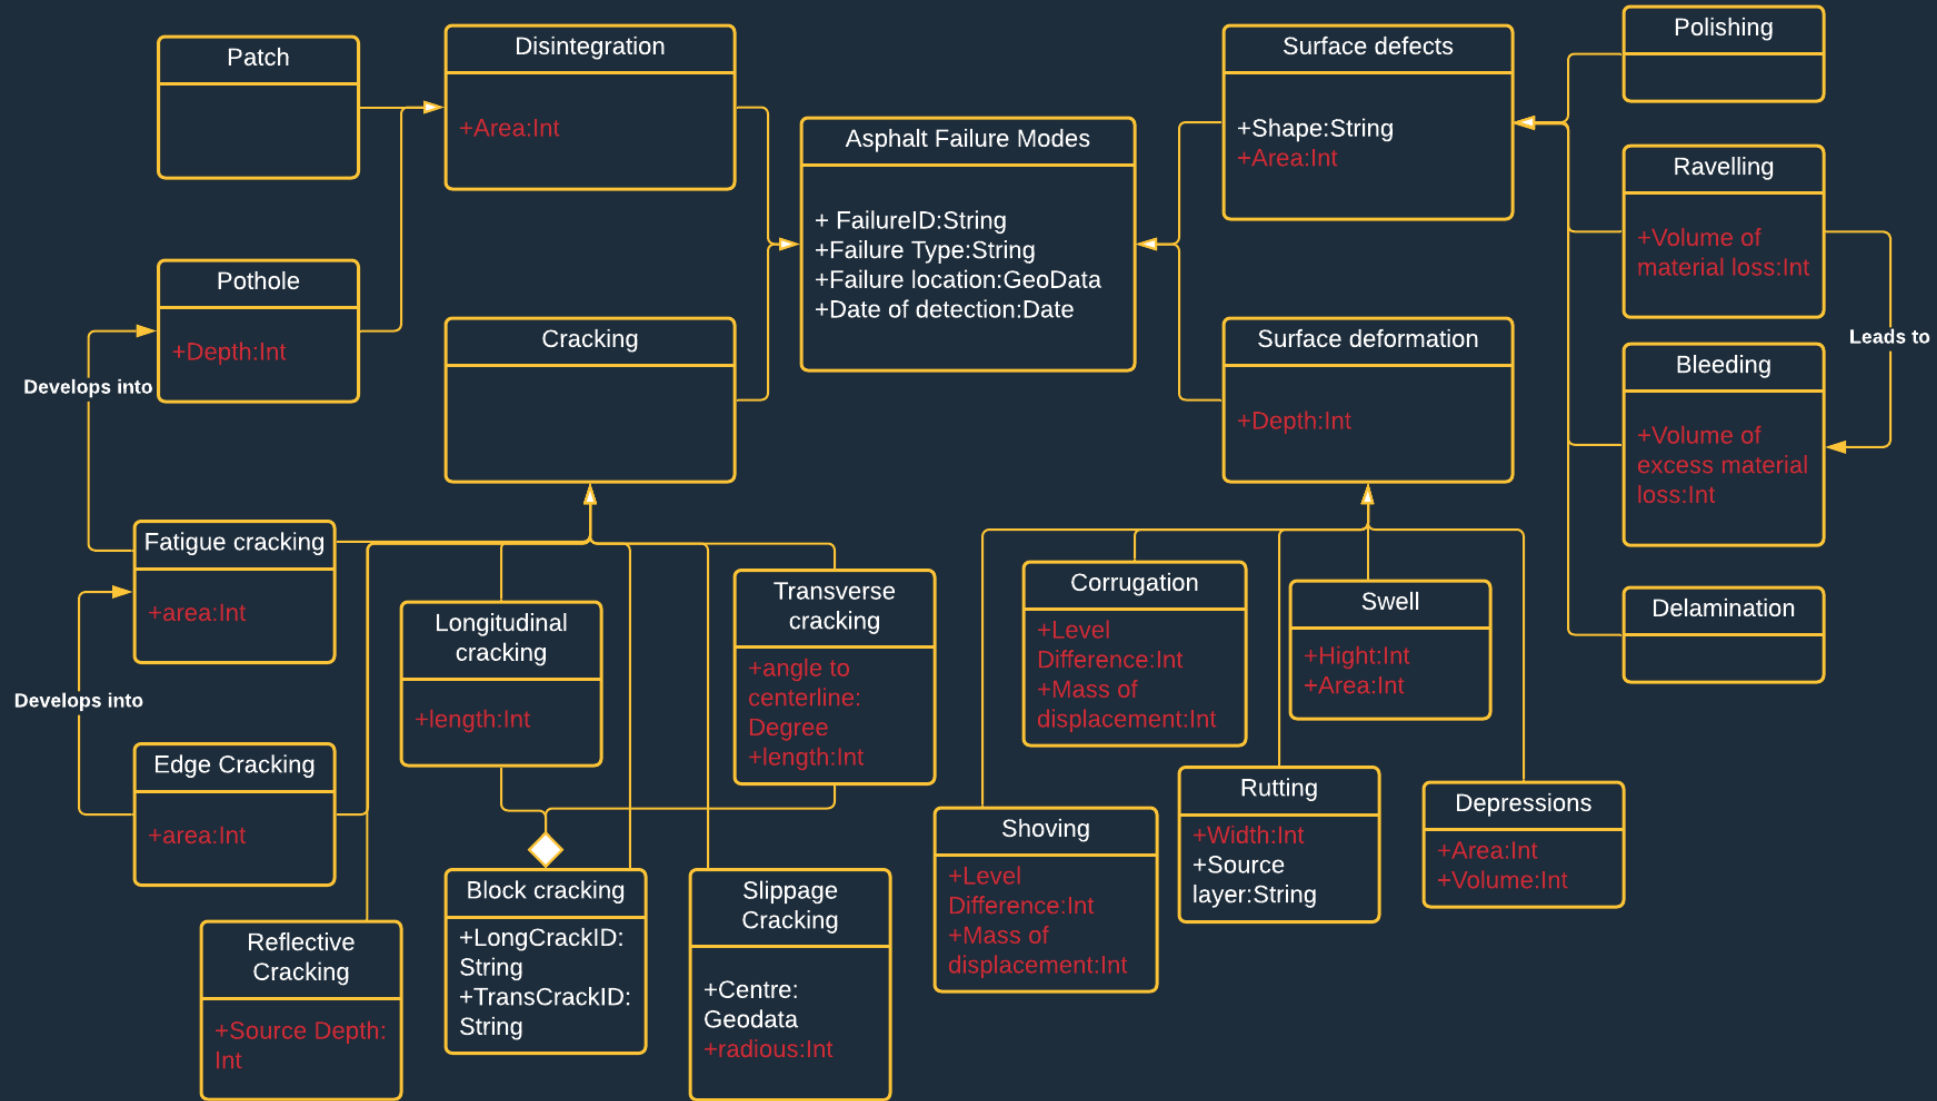 Patch
Disintegration
+Area:Int
Surface defects
+Shape:String
+Area:Int
Polishing
Asphalt Failure Modes
+ FailureID:String
+Failure Type:String
+Failure location:GeoData
+Date of detection:Date
Ravelling
+Volume of
material loss:Int
Pothole
+Depth:Int
Develops into
Cracking
Surface deformation
+Depth:Int
Leads to
Bleeding
+Volume of
excess material
loss:Int
Fatigue cracking
+area:Int
Develops into
Edge Cracking
+area:Int
Longitudinal
cracking
+length:Int
Transverse
cracking
+angle to
centerline:
Degree
+length:Int
Corrugation
+Level
Difference:Int
+Mass of
displacement:Int
Swell
+Hight:Int
+Area:Int
Delamination
Reflective
Cracking
+Source Depth:
Int
Block cracking
+LongCrackID:
String
+TransCrackID:
String
Slippage
Cracking
+Centre:
Geodata
+radious:Int
Shoving
+Level
Difference:Int
+Mass of
displacement:Int
Rutting
+Width:Int
+Source
layer:String
Depressions
+Area:Int
+Volume:Int